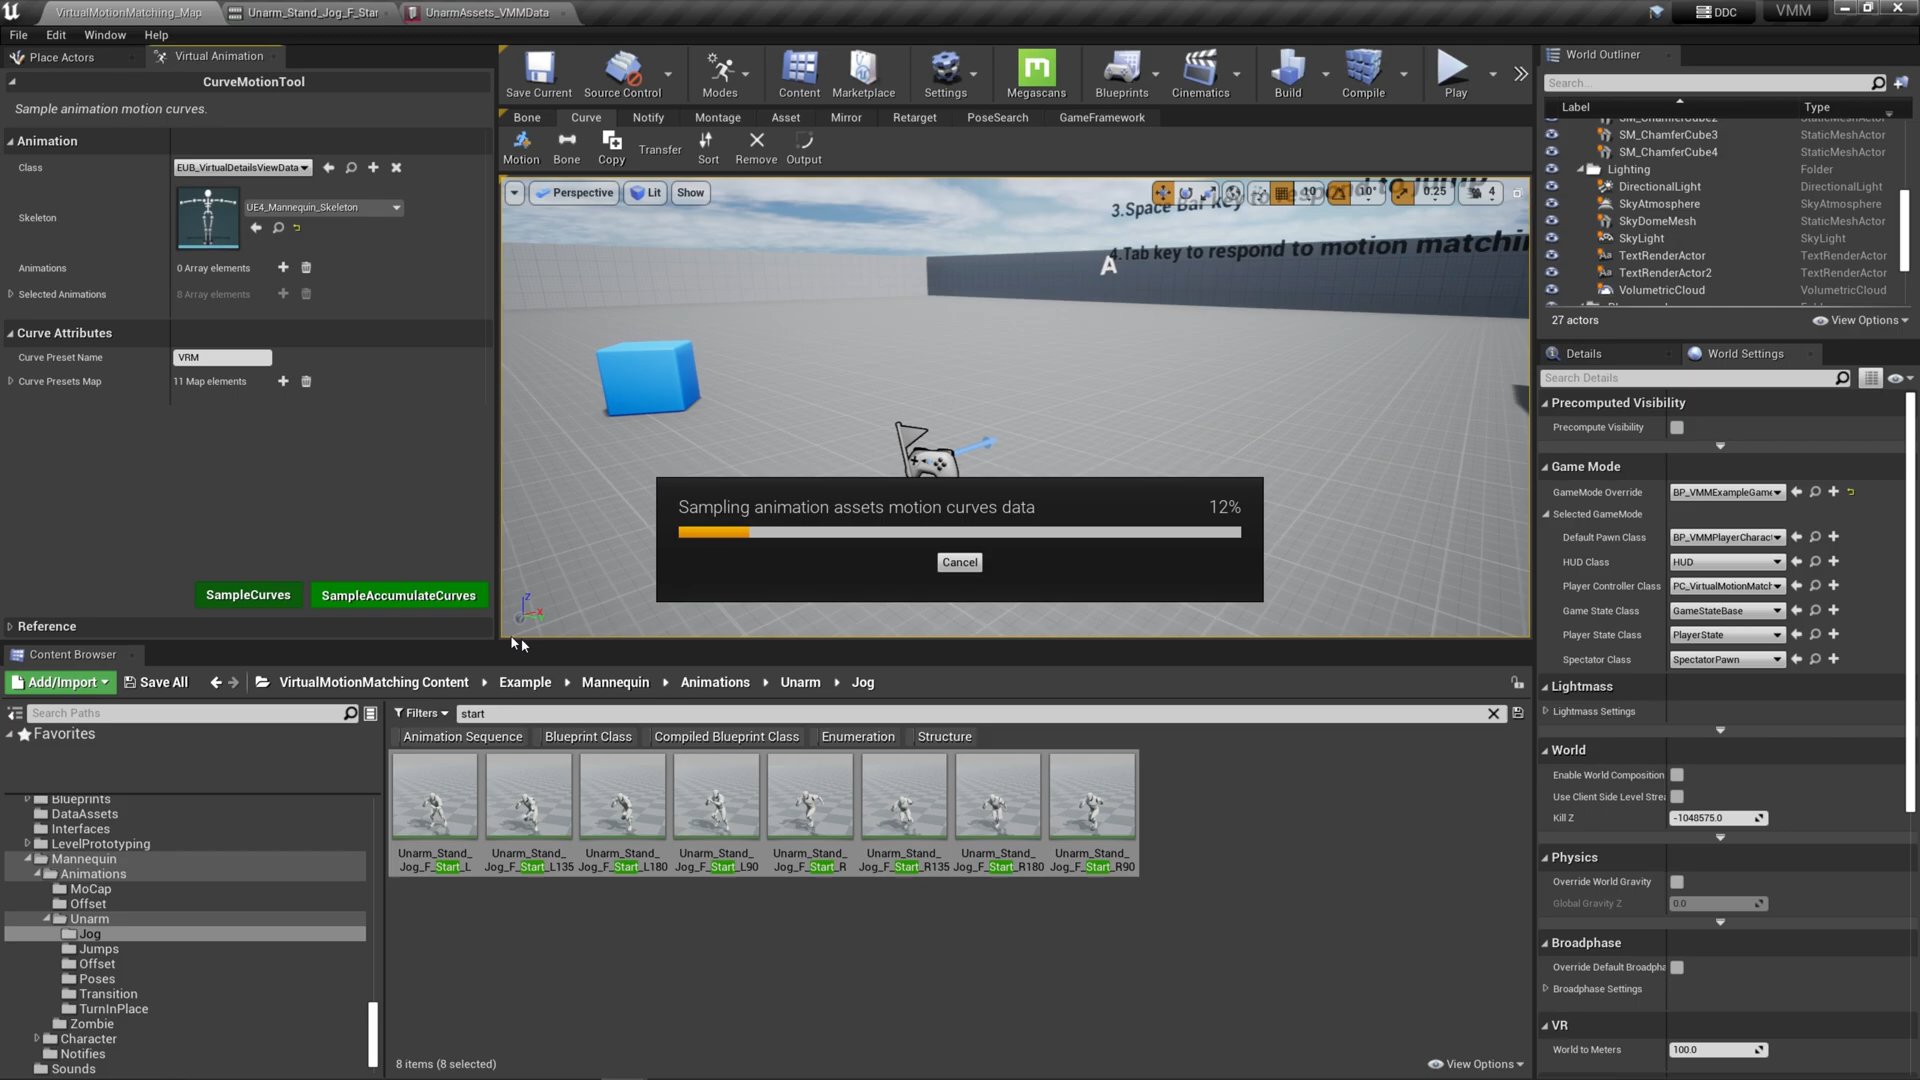 VirtualMotionMatching_Map
Unarm_Stand_Jog_F_Star
UnarmAssets_VMMData
DDC
VMM
File Edit Window Help
Place Actors
Virtual Animation
CurveMotionTool
Sample animation motion curves.
Animation
Class
EUB_VirtualDetailsViewData
Skeleton
UE4_Mannequin_Skeleton
Animations 0 Array elements
Selected Animations 8 Array elements
Curve Attributes
Curve Preset Name VRM
Curve Presets Map 11 Map elements
SampleCurves SampleAccumulateCurves
Reference
Save Current Source Control Modes Content Marketplace Settings Megascans Blueprints Cinematics Build Compile Play
Bone Curve Notify Montage Asset Mirror Retarget PoseSearch GameFramework
Motion Bone Copy Transfer Sort Remove Output
Perspective Lit Show
10 10° 0.25 4
3.Space Bar key to respond to jump
4.Tab key to respond to motion matchi
A
Sampling animation assets motion curves data 12%
Cancel
Z
X
World Outliner
Search...
Label Type
SM_ChamferCube2 StaticMeshActor
SM_ChamferCube3 StaticMeshActor
SM_ChamferCube4 StaticMeshActor
Lighting Folder
DirectionalLight DirectionalLight
SkyAtmosphere SkyAtmosphere
SkyDomeMesh StaticMeshActor
SkyLight SkyLight
TextRenderActor TextRenderActor
TextRenderActor2 TextRenderActor
VolumetricCloud VolumetricCloud
27 actors
View Options
Details
World Settings
Search Details
Precomputed Visibility
Precompute Visibility
Game Mode
GameMode Override BP_VMMExampleGam
Selected GameMode
Default Pawn Class BP_VMMPlayerCharac
HUD Class HUD
Player Controller Class PC_VirtualMotionMatch
Game State Class GameStateBase
Player State Class PlayerState
Spectator Class SpectatorPawn
Lightmass
Lightmass Settings
World
Enable World Composition
Use Client Side Level Strea
Kill Z -1048575.0
Physics
Override World Gravity
Global Gravity Z 0.0
Broadphase
Override Default Broadpha
Broadphase Settings
VR
World to Meters 100.0
Content Browser
Add/Import Save All
VirtualMotionMatching Content Example Mannequin Animations Unarm Jog
Search Paths
Favorites
Blueprints
DataAssets
Interfaces
LevelPrototyping
Mannequin
Animations
MoCap
Offset
Unarm
Jog
Jumps
Offset
Poses
Transition
TurnInPlace
Zombie
Character
Notifies
Sounds
Filters start
Animation Sequence Blueprint Class Compiled Blueprint Class Enumeration Structure
Unarm_Stand_ Unarm_Stand_ Unarm_Stand_ Unarm_Stand_ Unarm_Stand_ Unarm_Stand_ Unarm_Stand_ Unarm_Stand_
Jog_F_Start_L Jog_F_Start_L135 Jog_F_Start_L180 Jog_F_Start_L90 Jog_F_Start_R Jog_F_Start_R135 Jog_F_Start_R180 Jog_F_Start_R90
8 items (8 selected)
View Options